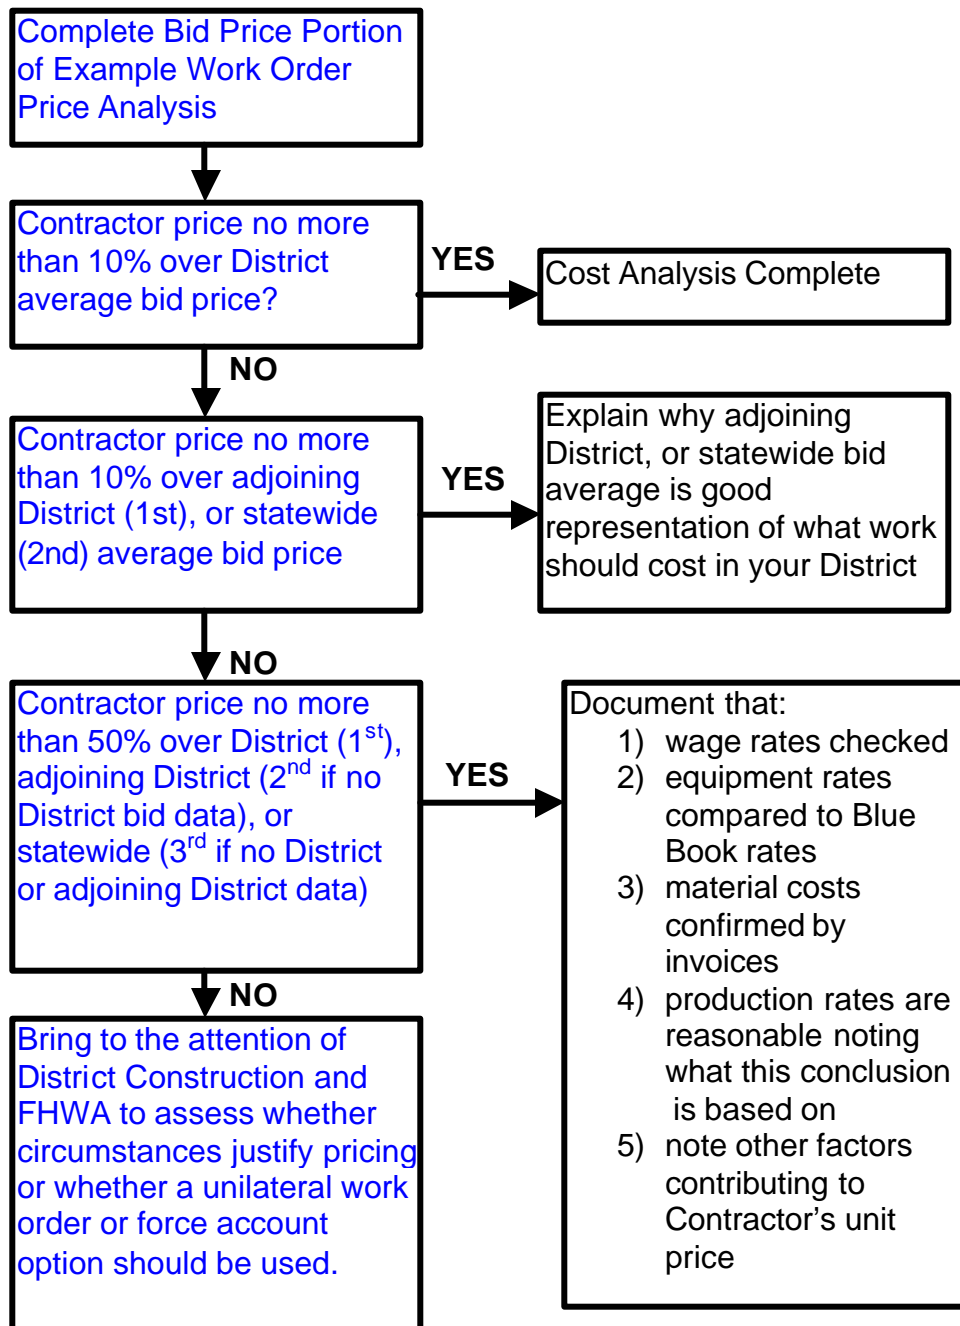 Complete Bid Price Portion
of Example Work Order
Price Analysis
Contractor price no more
than 10% over District
average bid price?
YES
Cost Analysis Complete
NO
Contractor price no more
than 10% over adjoining
District (1st), or statewide
(2nd) average bid price
YES
Explain why adjoining
District, or statewide bid
average is good
representation of what work
should cost in your District
NO
Contractor price no more
than 50% over District (1st),
adjoining District (2nd if no
District bid data), or
statewide (3rd if no District
or adjoining District data)
YES
Document that:
1) wage rates checked
2) equipment rates
compared to Blue
Book rates
3) material costs
confirmed by
invoices
4) production rates are
reasonable noting
what this conclusion
is based on
5) note other factors
contributing to
Contractor's unit
price
NO
Bring to the attention of
District Construction and
FHWA to assess whether
circumstances justify pricing
or whether a unilateral work
order or force account
option should be used.